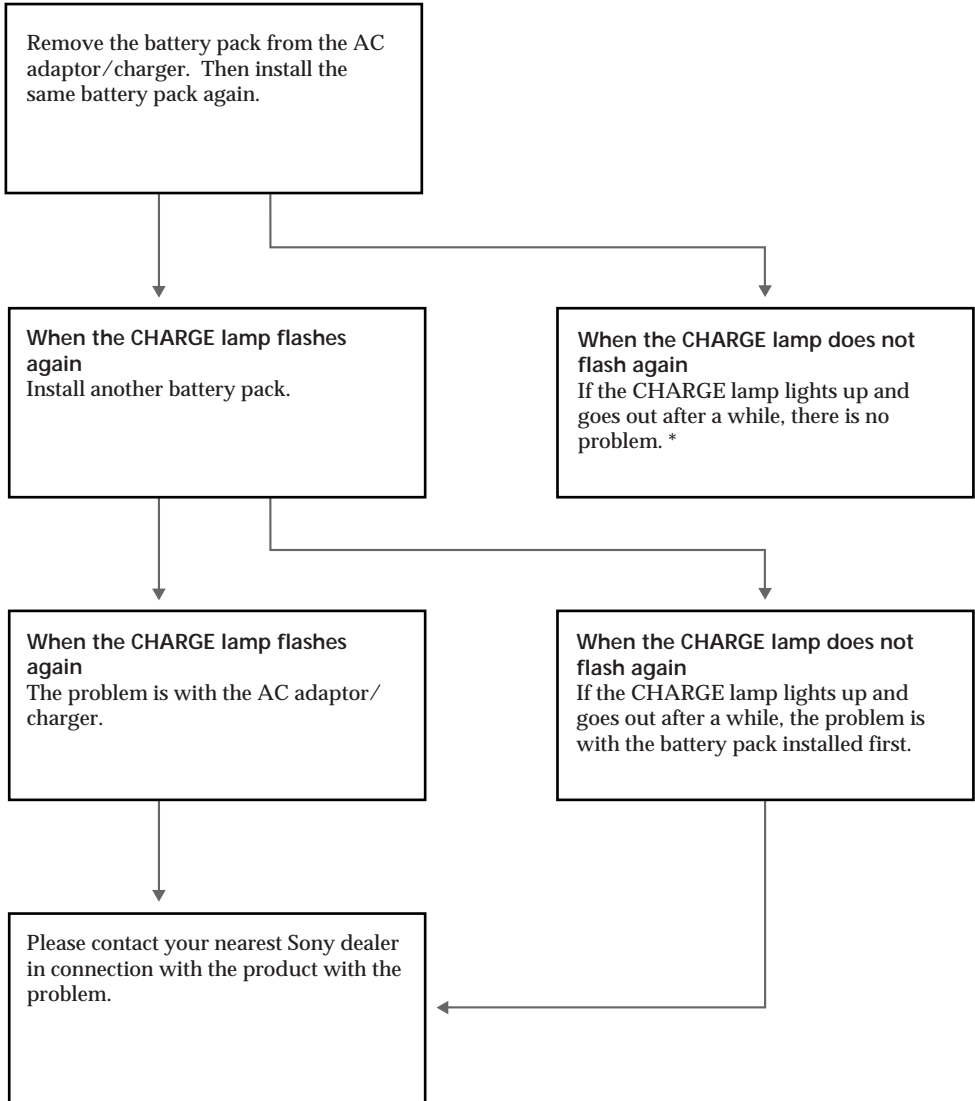 Remove the battery pack from the AC
adaptor/charger.  Then install the
same battery pack again.
When the CHARGE lamp flashes
again
Install another battery pack.
When the CHARGE lamp does not
flash again
If the CHARGE lamp lights up and
goes out after a while, there is no
problem. *
When the CHARGE lamp flashes
again
The problem is with the AC adaptor/
charger.
When the CHARGE lamp does not
flash again
If the CHARGE lamp lights up and
goes out after a while, the problem is
with the battery pack installed first.
Please contact your nearest Sony dealer
in connection with the product with the
problem.